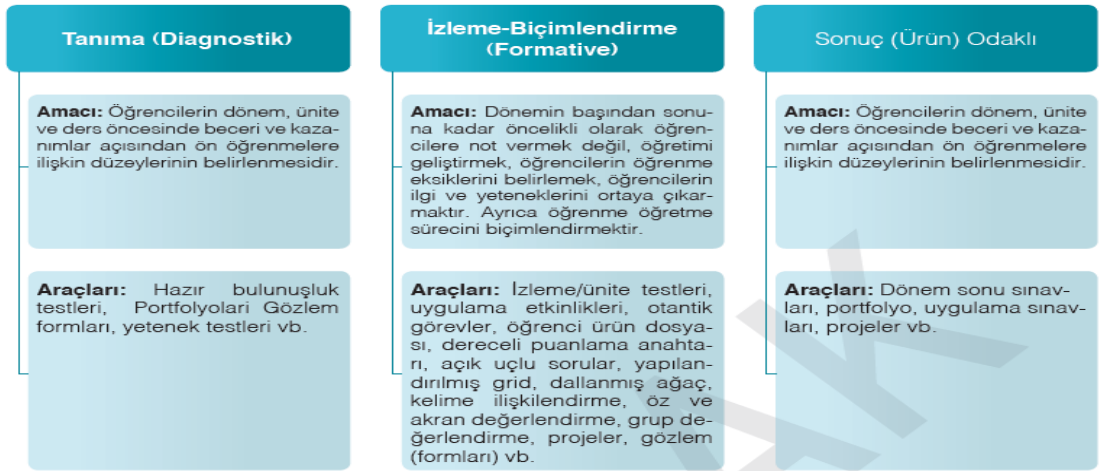 Tanıma (Diagnostik)
Amacı: Öğrencilerin dönem, ünite
ve ders öncesinde beceri ve kaza-
nımlar açısından ön öğrenmelere
ilişkin düzeylerinin belirlenmesidir.
Araçları: Hazır bulunuşluk
testleri, Portfolyolari Gözlem
formları, yetenek testleri vb.
İzleme-Biçimlendirme
(Formative)
Amacı: Dönemin başından sonu-
na kadar öncelikli olarak öğren-
cilere not vermek değil, öğretimi
geliştirmek, öğrencilerin öğrenme
eksiklerini belirlemek, öğrencilerin
ilgi ve yeteneklerini ortaya çıkar-
maktır. Ayrıca öğrenme öğretme
sürecini biçimlendirmektir.
Araçları: İzleme/ünite testleri,
uygulama etkinlikleri, otantik
görevler, öğrenci ürün dosya-
sı, dereceli puanlama anahta-
rı, açık uçlu sorular, yapılan-
dırılmış grid, dallanmış ağaç,
kelime ilişkilendirme, öz ve
akran değerlendirme, grup de-
ğerlendirme, projeler, gözlem
(formları) vb.
Sonuç (Ürün) Odaklı
Amacı: Öğrencilerin dönem, ünite
ve ders öncesinde beceri ve kaza-
nımlar açısından ön öğrenmelere
ilişkin düzeylerinin belirlenmesidir.
Araçları: Dönem sonu sınav-
ları, portfolyo, uygulama sınav-
ları, projeler vb.